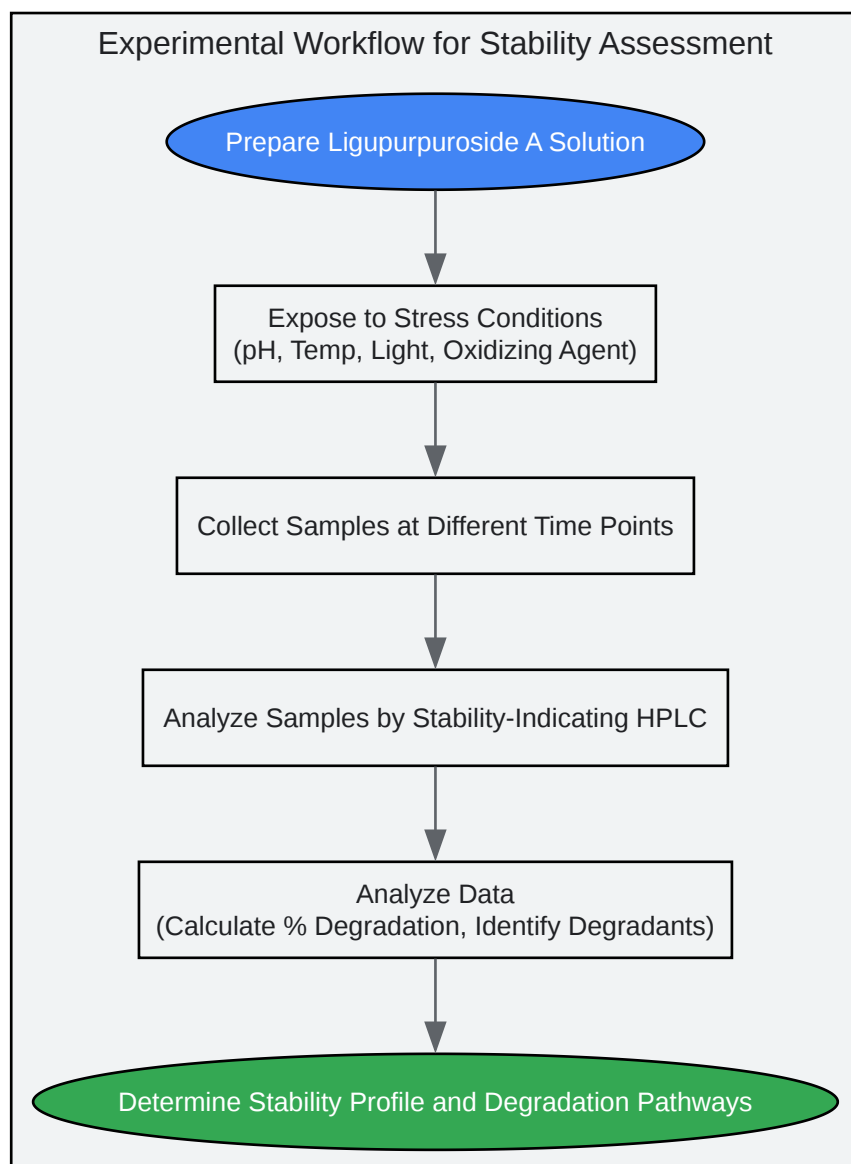 Experimental Workflow for Stability Assessment
Prepare Ligupurpuroside A Solution
Expose to Stress Conditions
(pH, Temp, Light, Oxidizing Agent)
Collect Samples at Different Time Points
Analyze Samples by Stability-Indicating HPLC
Analyze Data
(Calculate % Degradation, Identify Degradants)
Determine Stability Profile and Degradation Pathways